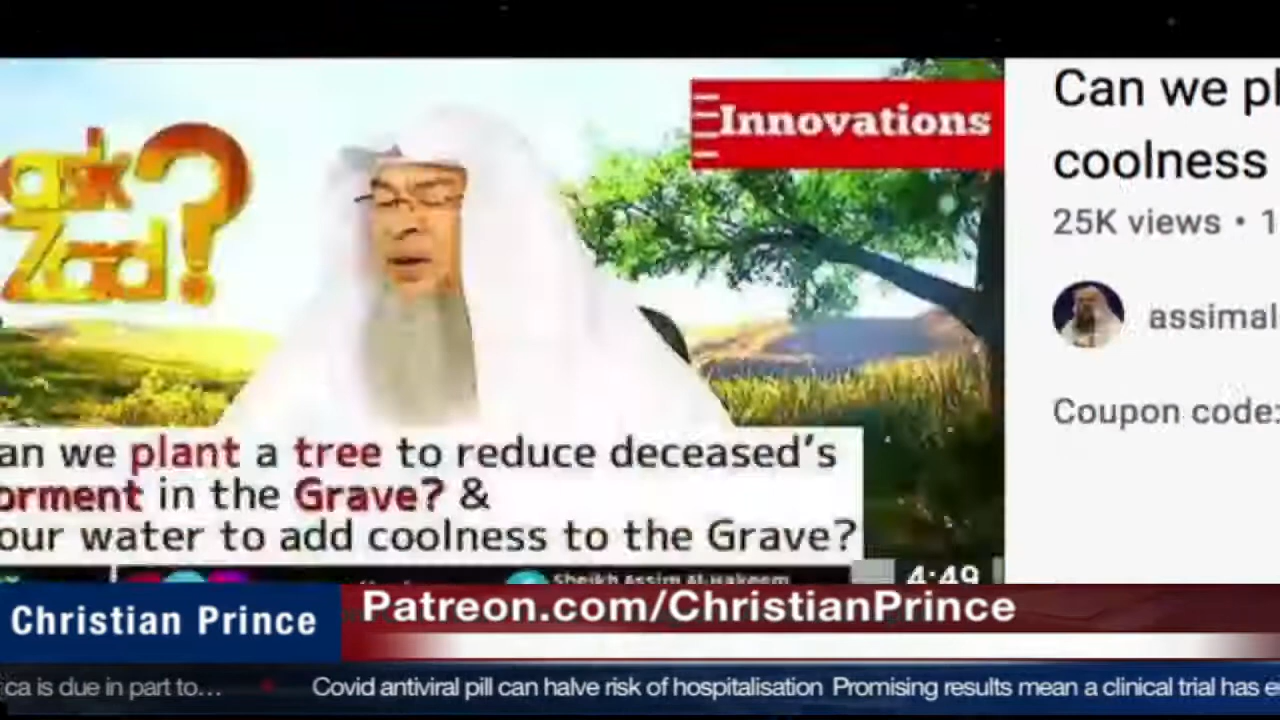 ask
Zad?
Innovations
an we plant a tree to reduce deceased's
orment in the Grave? &
our water to add coolness to the Grave?
Sheikh Assim Al-Hakeem
4:49
Can we pl
coolness
25K views • 1
assimal
Coupon code:
Christian Prince
Patreon.com/ChristianPrince
ca is due in part to... • Covid antiviral pill can halve risk of hospitalisation Promising results mean a clinical trial has e